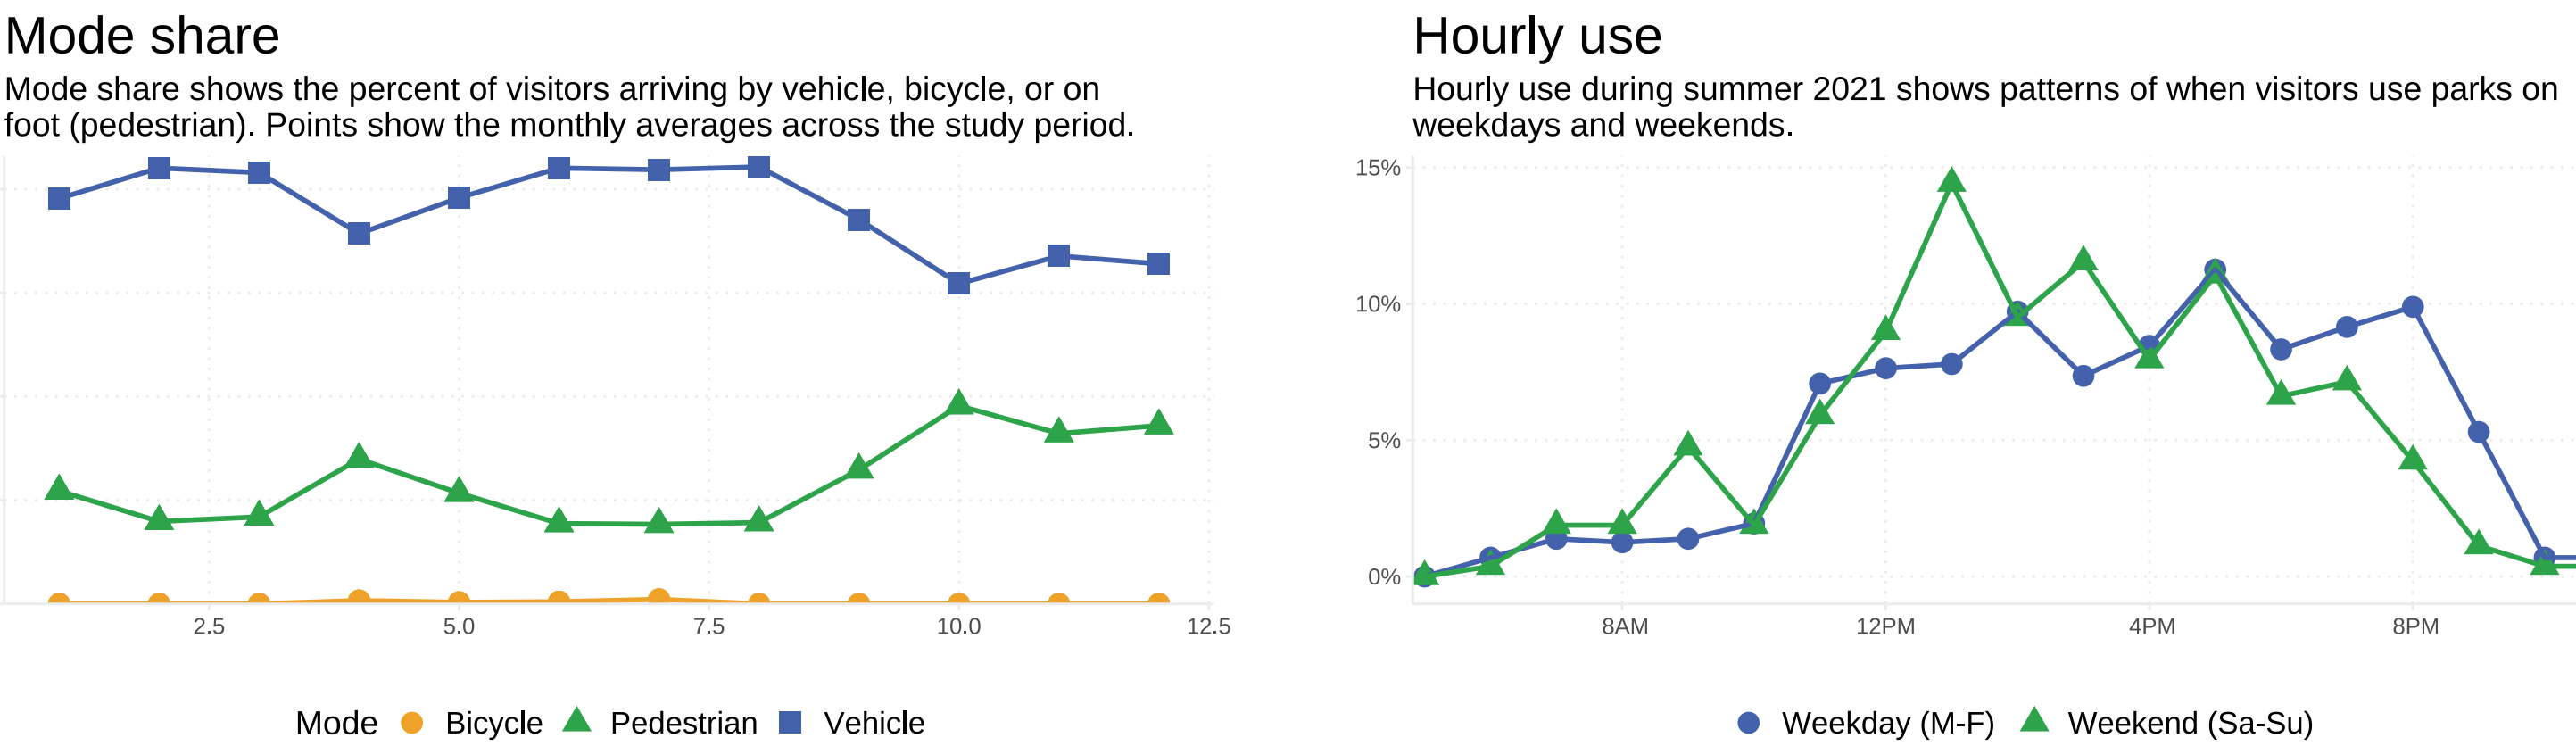 Mode share
Mode share shows the percent of visitors arriving by vehicle, bicycle, or on
foot (pedestrian). Points show the monthly averages across the study period.
2.5 5.0 7.5 10.0 12.5
Mode Bicycle Pedestrian Vehicle
Hourly use
Hourly use during summer 2021 shows patterns of when visitors use parks on
weekdays and weekends.
15%
10%
5%
0%
8AM 12PM 4PM 8PM
Weekday (M-F) Weekend (Sa-Su)